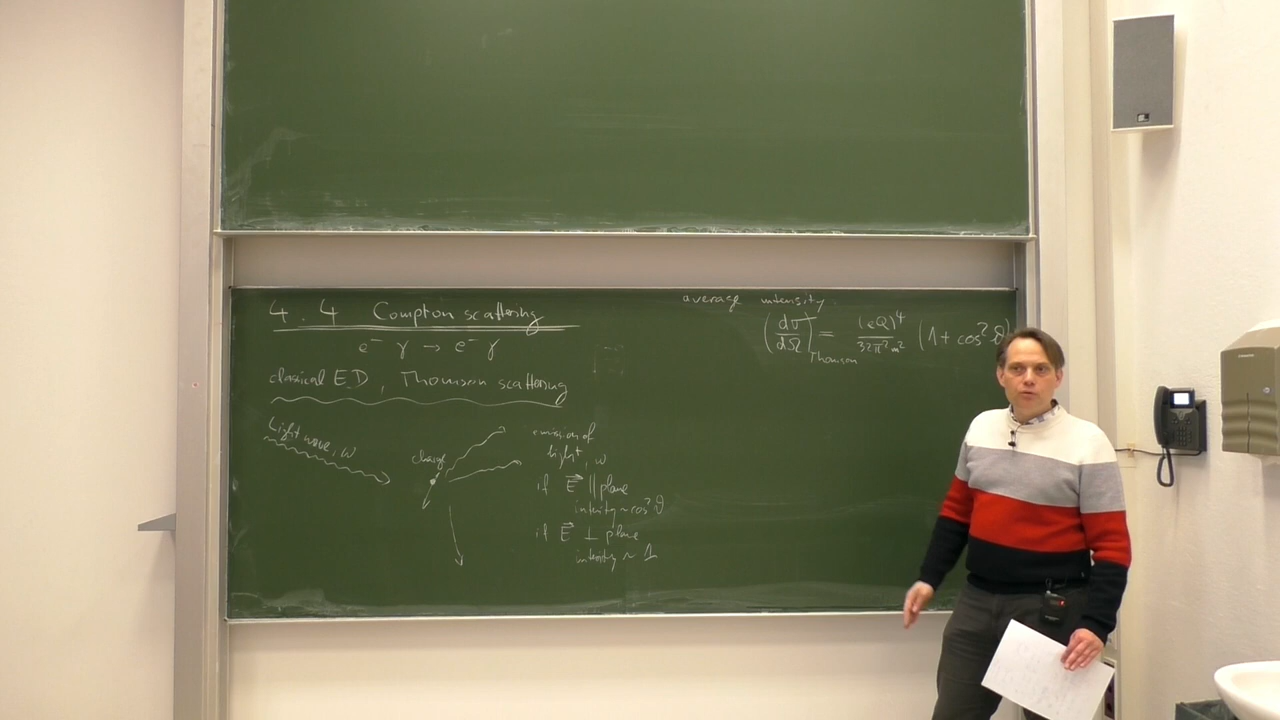 4.4 Compton scattering
e⁻ γ → e⁻ γ
classical ED, Thomson scattering
light wave, ω
charge
emission of
light, ω
if E⃗ || plane
intensity ~ cos² ϑ
if E⃗ ⊥ plane
intensity ~ 1
average intensity:
(dσ/dΩ)Thomson = (eQ)⁴/32π²m² (1 + cos² ϑ)